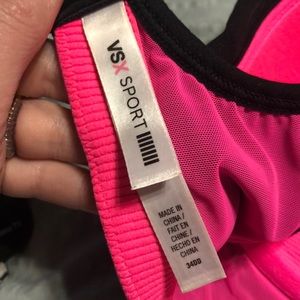 VSX SPORT
MADE IN
CHINA /
FAIT EN
CHINE /
HECHO EN
CHINA
34DD